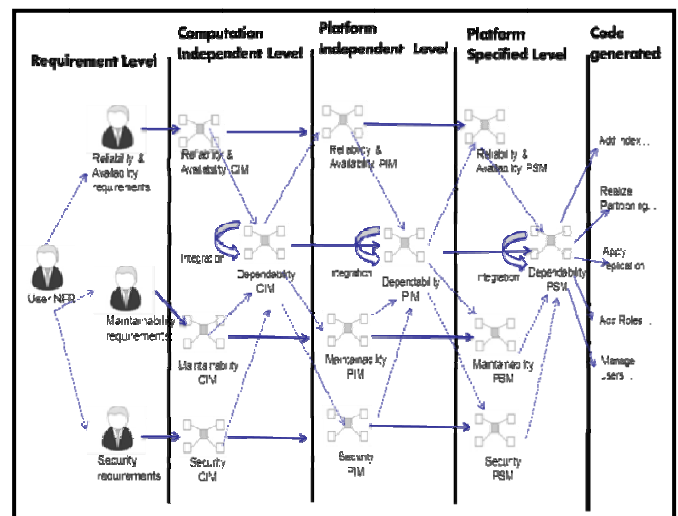 Requirement Level
Computation
Independent Level
Platform
Independent Level
Platform
Specified Level
Code
generated
Reliability &
Availability
requirements
Reliability &
Availability CIM
Reliability &
Availability PIM
Reliability &
Availability PSM
Add Index...
Realize
Partitioning...
Apply
Replication
Add Roles...
Manage
Users...
User NFR
Integration
Dependability
CIM
Integration
Dependability
PIM
Integration
Dependability
PSM
Maintainability
requirements
Maintainability
CIM
Maintainability
PIM
Maintainability
PSM
Security
requirements
Security
CIM
Security
PIM
Security
PSM